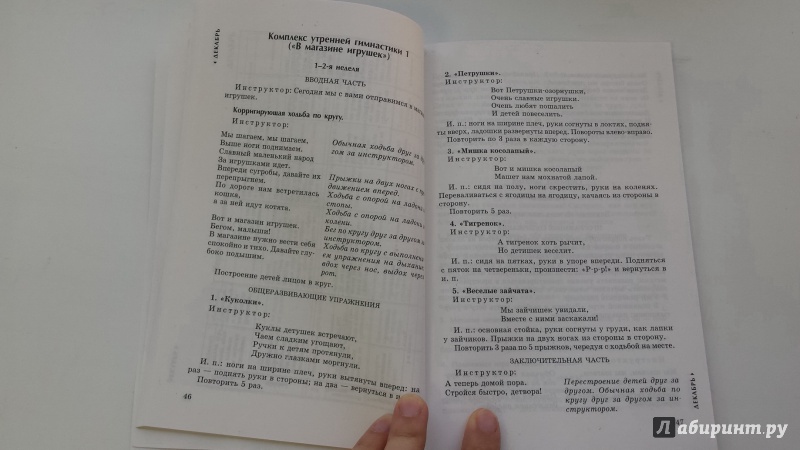 • ДЕКАБРЬ
Комплекс утренней гимнастики 1
(«В магазине игрушек»)
1–2-я неделя
ВВОДНАЯ ЧАСТЬ
Инструктор: Сегодня мы с вами отправимся в
игрушек.
Корригирующая ходьба по кругу.
Инструктор:
Мы шагаем, мы шагаем,
Выше ноги поднимаем.
Славный маленький народ
За игрушками идет.
Впереди сугробы, давайте их
перепрыгнем.
По дороге нам встретилась
кошка,
а за ней идут котята.
Вот и магазин игрушек.
Бегом, малыши!
В магазине нужно вести себя
спокойно и тихо. Давайте глу-
боко подышим.
Обычная ходьба друг за дру-
гом за инструктором.
Прыжки на двух ногах с
движением вперед.
Ходьба с опорой на ладони
стопы.
Ходьба с опорой на ладони
колени.
Бег по кругу друг за другом за
инструктором.
Ходьба по кругу с выполнени-
ем упражнения на дыхание:
вдох через нос, выдох через
рот.
Построение детей лицом в круг.
ОБЩЕРАЗВИВАЮЩИЕ УПРАЖНЕНИЯ
1. «Куколки».
Инструктор:
Куклы детушек встречают,
Чаем сладким угощают,
Ручки к детям протянули,
Дружно глазками моргнули.
И. п.: ноги на ширине плеч, руки вытянуты вперед: на
раз — поднять руки в стороны; на два — вернуться в п
Повторить 5 раз.
46
2. «Петрушки».
Инструктор:
Вот Петрушки-озорнушки,
Очень славные игрушки.
Очень любят пошалить
И детей повеселить.
И. п.: ноги на ширине плеч, руки согнуты в локтях, подня-
ты вверх, ладошки развернуты вперед. Повороты влево-вправо.
Повторить по 3 раза в каждую сторону.
3. «Мишка косолапый».
Инструктор:
Вот и мишка косолапый
Машет вам мохнатой лапой.
И. п.: сидя на полу, ноги скрестить, руки на коленях.
Переваливаться с ягодицы на ягодицу, качаясь из стороны в
сторону.
Повторить 5 раз.
4. «Тигренок».
Инструктор:
А тигренок хоть рычит,
Но детишек веселит.
И. п.: сидя на пятках, руки в упоре впереди. Подняться
с пяток на четвереньки, произнести: «Р-р-р!» и вернуться в
и. п.
5. «Веселые зайчата».
Инструктор:
Мы зайчишек увидали,
Вместе с ними заскакали!
И. п.: основная стойка, руки согнуты у груди, как лапки
у зайчиков. Прыжки на двух ногах из стороны в сторону.
Повторить 3 раза по 5 прыжков, чередуя с ходьбой на месте.
ЗАКЛЮЧИТЕЛЬНАЯ ЧАСТЬ
Инструктор:
А теперь домой пора.
Стройся быстро, детвора!
Перестроение детей друг за
другом. Обычная ходьба по
кругу друг за другом за ин-
структором.
ДЕКАБРЬ •
47
Лабиринт.ру